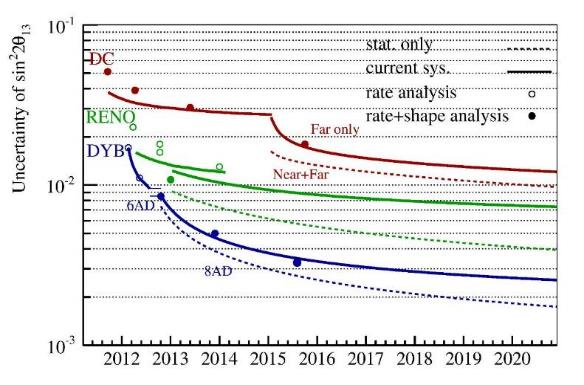 Uncertainty of sin²2θ₁₃
10⁻¹
10⁻²
10⁻³
DC
RENO
DYB
6AD
8AD
Far only
Near+Far
stat. only
current sys.
rate analysis
rate+shape analysis
2012 2013 2014 2015 2016 2017 2018 2019 2020